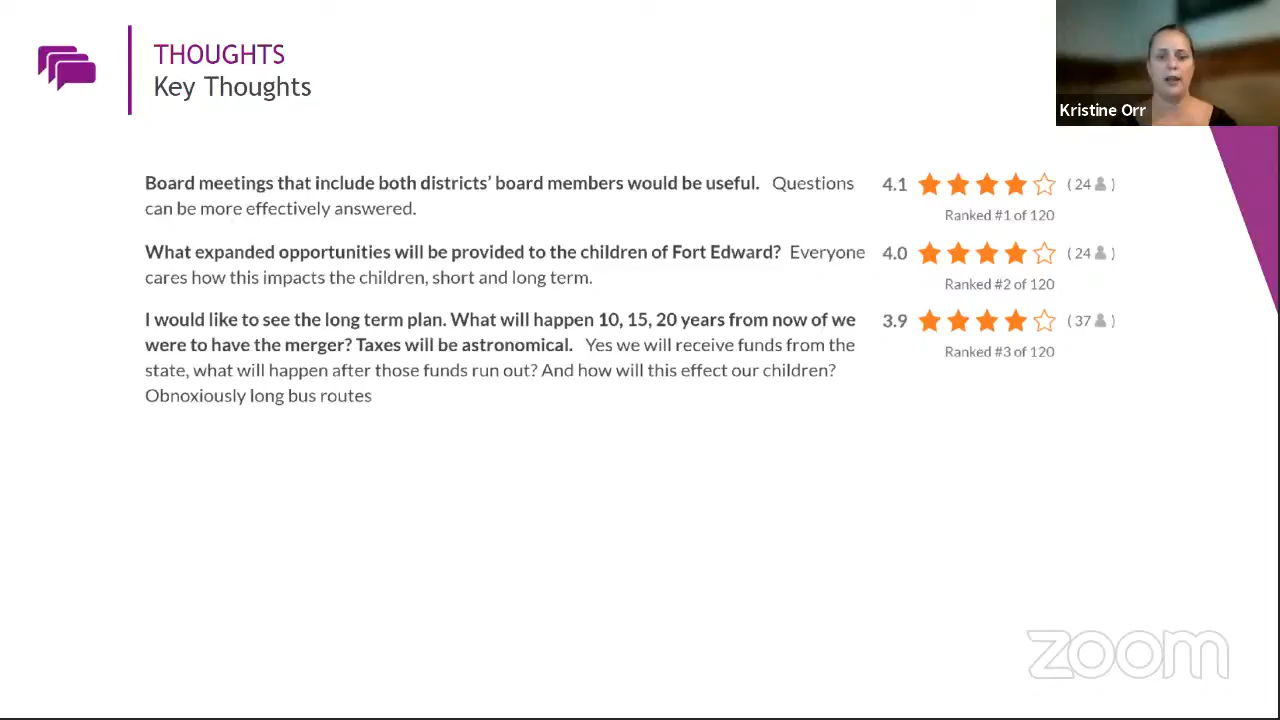 THOUGHTS
Key Thoughts
Kristine Orr
Board meetings that include both districts' board members would be useful. Questions
can be more effectively answered.
4.1 (24)
Ranked #1 of 120
What expanded opportunities will be provided to the children of Fort Edward? Everyone
cares how this impacts the children, short and long term.
4.0 (24)
Ranked #2 of 120
I would like to see the long term plan. What will happen 10, 15, 20 years from now of we
were to have the merger? Taxes will be astronomical. Yes we will receive funds from the
state, what will happen after those funds run out? And how will this effect our children?
Obnoxiously long bus routes
3.9 (37)
Ranked #3 of 120
zoom